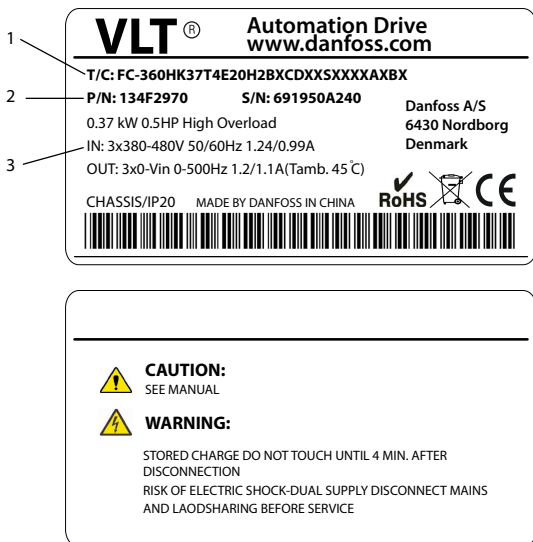 VLT ® Automation Drive
www.danfoss.com
1
T/C: FC-360HK37T4E20H2BXCDXXSXXXXAXBX
2
P/N: 134F2970 S/N: 691950A240
Danfoss A/S
6430 Nordborg
Denmark
0.37 kW 0.5HP High Overload
3
IN: 3x380-480V 50/60Hz 1.24/0.99A
OUT: 3x0-Vin 0-500Hz 1.2/1.1A(Tamb. 45℃)
CHASSIS/IP20 MADE BY DANFOSS IN CHINA
RoHS CE
CAUTION:
SEE MANUAL
WARNING:
STORED CHARGE DO NOT TOUCH UNTIL 4 MIN. AFTER
DISCONNECTION
RISK OF ELECTRIC SHOCK-DUAL SUPPLY DISCONNECT MAINS
AND LAODSHARING BEFORE SERVICE